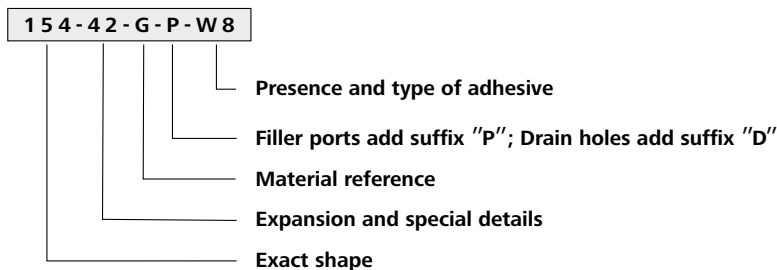 154-42-G-P-W8
Presence and type of adhesive
Filler ports add suffix "P"; Drain holes add suffix "D"
Material reference
Expansion and special details
Exact shape